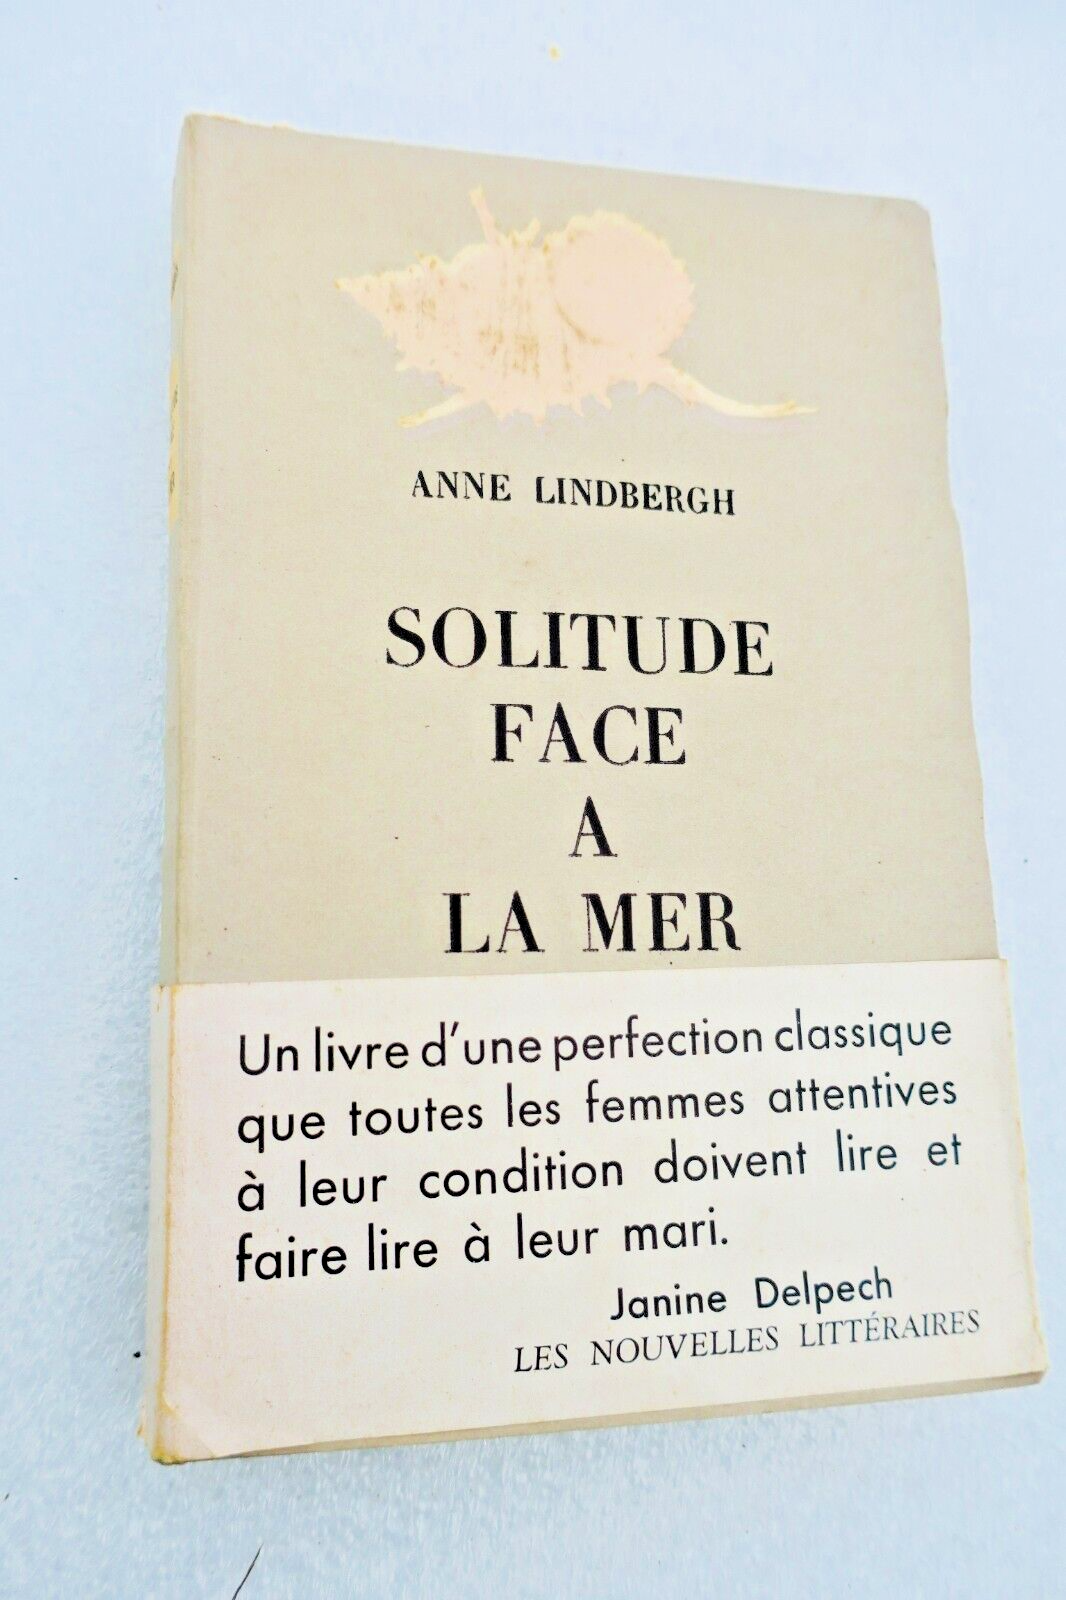 ANNE LINDBERGH
SOLITUDE
FACE
A
LA MER
Un livre d'une perfection classique
que toutes les femmes attentives
à leur condition doivent lire et
faire lire à leur mari.
Janine Delpech
LES NOUVELLES LITTÉRAIRES